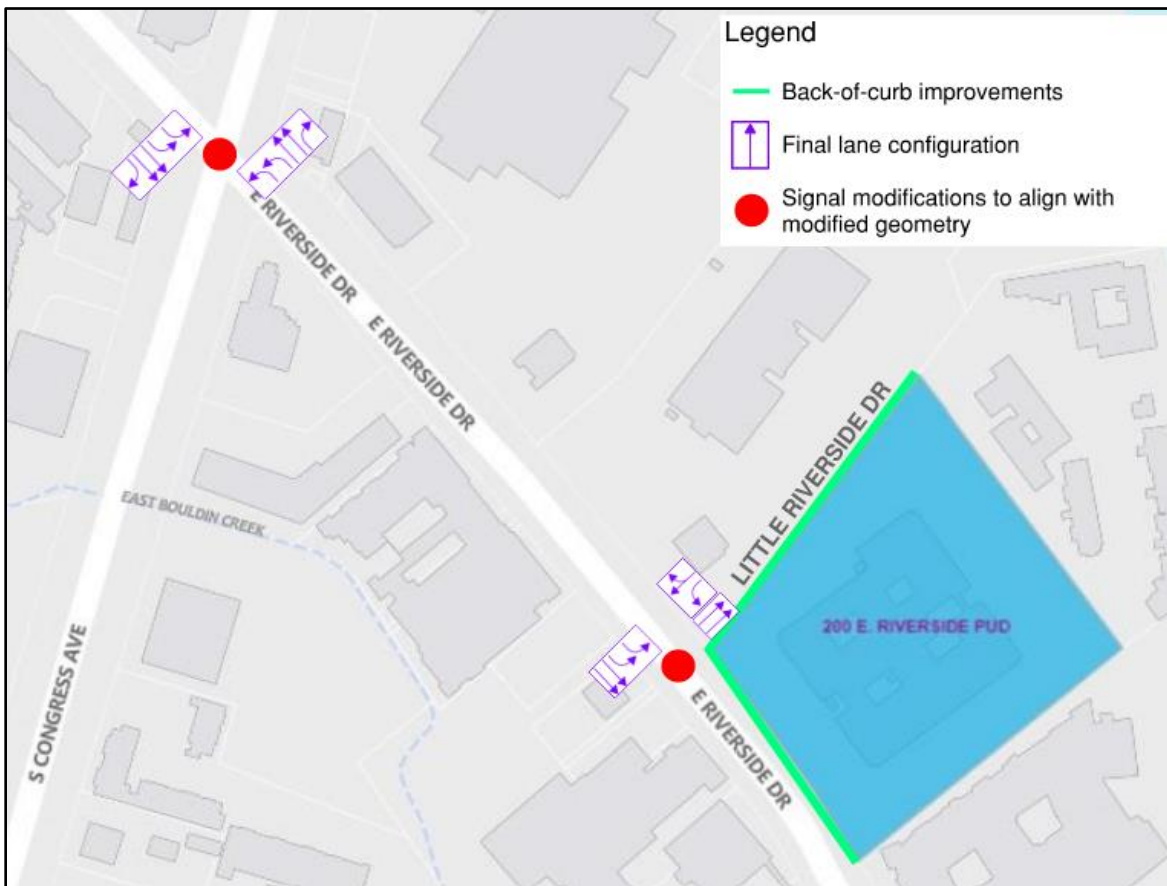 Legend
Back-of-curb improvements
Final lane configuration
Signal modifications to align with
modified geometry
E RIVERSIDE DR
E RIVERSIDE DR
LITTLE RIVERSIDE DR
EAST BOULDIN CREEK
200 E. RIVERSIDE PUD
S CONGRESS AVE
E RIVERSIDE DR